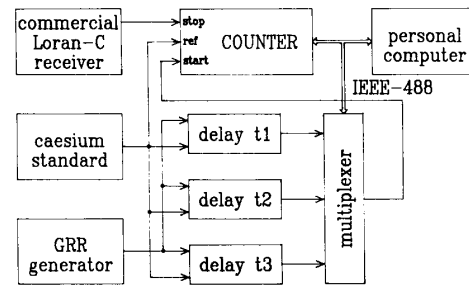 commercial
Loran-C
receiver
stop
ref
start
COUNTER
personal
computer
IEEE-488
caesium
standard
delay t1
delay t2
multiplexer
GRR
generator
delay t3